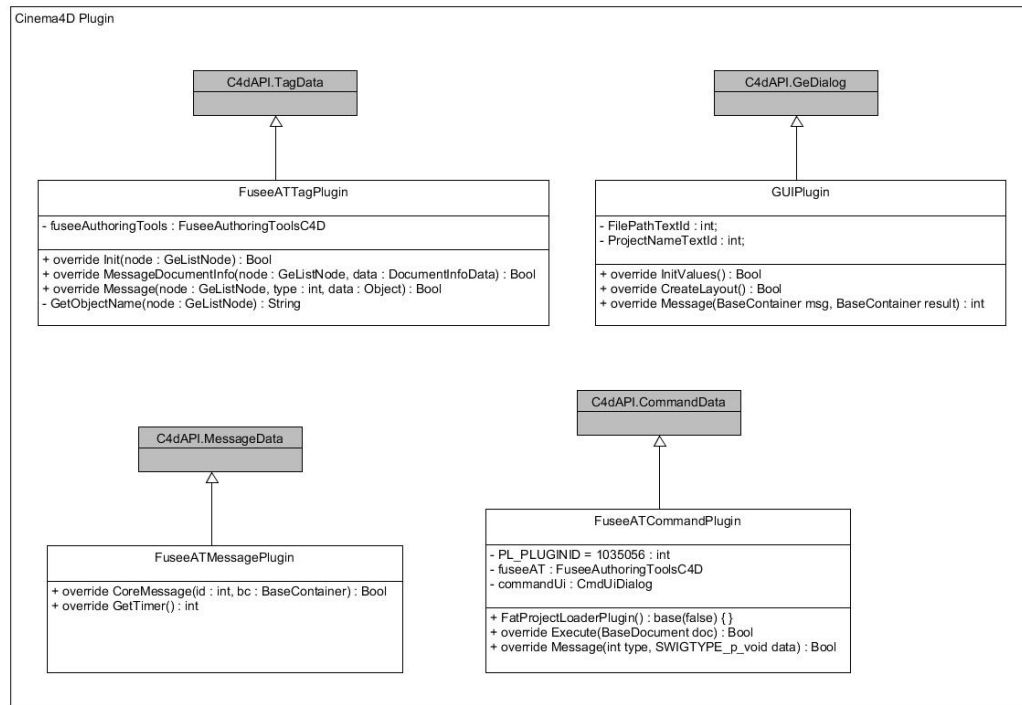 Cinema4D Plugin
C4dAPI.TagData
C4dAPI.GeDialog
FuseeATTagPlugin
- fuseeAuthoringTools : FuseeAuthoringToolsC4D
+ override Init(node : GeListNode) : Bool
+ override MessageDocumentInfo(node : GeListNode, data : DocumentInfoData) : Bool
+ override Message(node : GeListNode, type : int, data : Object) : Bool
- GetObjectName(node : GeListNode) : String
GUIPlugin
- FilePathTextId : int;
- ProjectNameTextId : int;
+ override InitValues() : Bool
+ override CreateLayout() : Bool
+ override Message(BaseContainer msg, BaseContainer result) : int
C4dAPI.MessageData
C4dAPI.CommandData
FuseeATMessagePlugin
+ override CoreMessage(id : int, bc : BaseContainer) : Bool
+ override GetTimer() : int
FuseeATCommandPlugin
- PL_PLUGINID = 1035056 : int
- fuseeAT : FuseeAuthoringToolsC4D
- commandUi : CmdUiDialog
+ FatProjectLoaderPlugin() : base(false) { }
+ override Execute(BaseDocument doc) : Bool
+ override Message(int type, SWIGTYPE_p_void data) : Bool